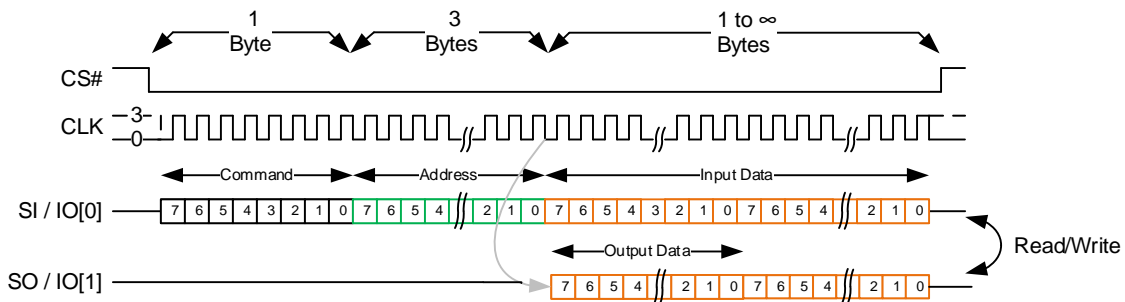 1 Byte
3 Bytes
1 to ∞ Bytes
CS#
CLK
3
0
Command
Address
Input Data
SI / IO[0]
7 6 5 4 3 2 1 0 7 6 5 4 2 1 0 7 6 5 4 3 2 1 0 7 6 5 4 2 1 0
Output Data
Read/Write
SO / IO[1]
7 6 5 4 2 1 0 7 6 5 4 2 1 0